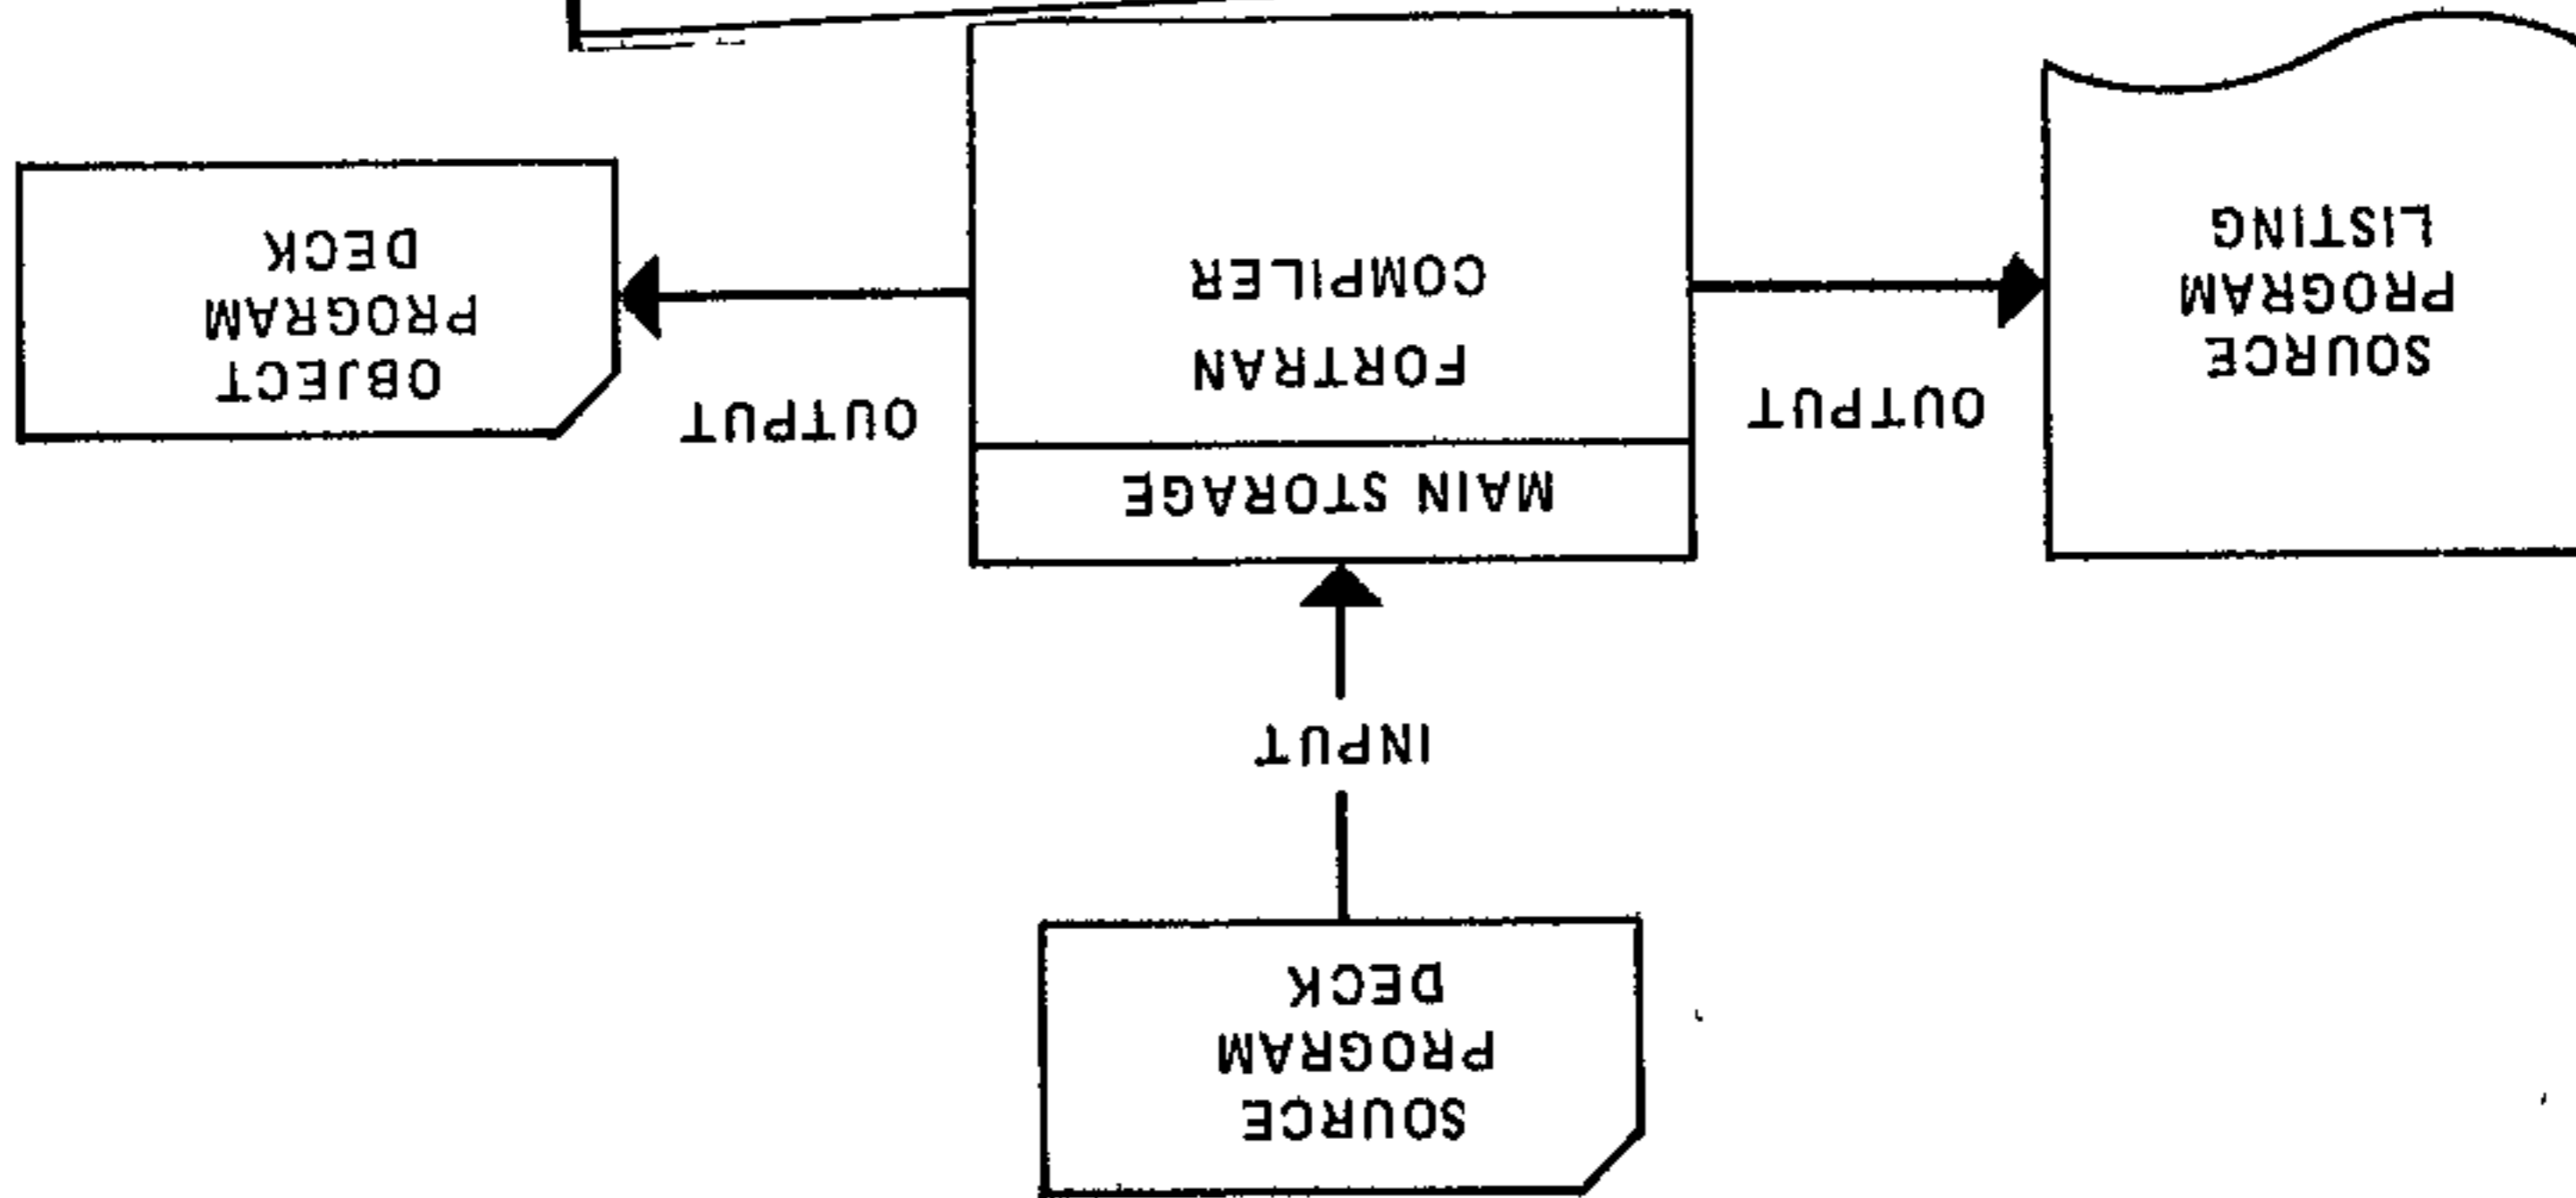 SOURCE
PROGRAM
DECK
INPUT
MAIN STORAGE
FORTRAN
COMPILER
OUTPUT
SOURCE
PROGRAM
LISTING
OUTPUT
OBJECT
PROGRAM
DECK